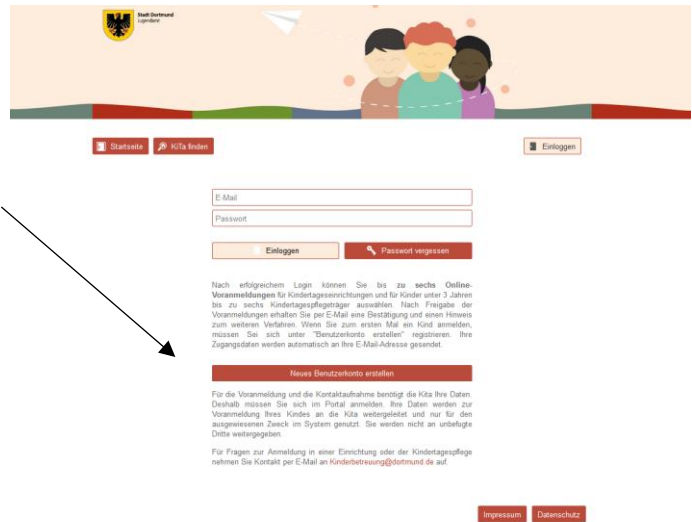 Stadt Dortmund
Jugendamt
Startseite
KiTa finden
Einloggen
E-Mail
Passwort
Einloggen
Passwort vergessen
Nach erfolgreichem Login können Sie bis zu sechs Online-
Voranmeldungen für Kindertageseinrichtungen und für Kinder unter 3 Jahren
bis zu sechs Kindertagespflegeträger auswählen. Nach Freigabe der
Voranmeldungen erhalten Sie per E-Mail eine Bestätigung und einen Hinweis
zum weiteren Verfahren. Wenn Sie zum ersten Mal ein Kind anmelden,
müssen Sei sich unter "Benutzerkonto erstellen" registrieren. Ihre
Zugangsdaten werden automatisch an Ihre E-Mail-Adresse gesendet.
Neues Benutzerkonto erstellen
Für die Voranmeldung und die Kontaktaufnahme benötigt die Kita Ihre Daten.
Deshalb müssen Sie sich im Portal anmelden. Ihre Daten werden zur
Voranmeldung Ihres Kindes an die Kita weitergeleitet und nur für den
ausgewiesenen Zweck im System genutzt. Sie werden nicht an unbefugte
Dritte weitergegeben.
Für Fragen zur Anmeldung in einer Einrichtung oder der Kindertagespflege
nehmen Sie Kontakt per E-Mail an Kinderbetreuung@dortmund.de auf.
Impressum
Datenschutz